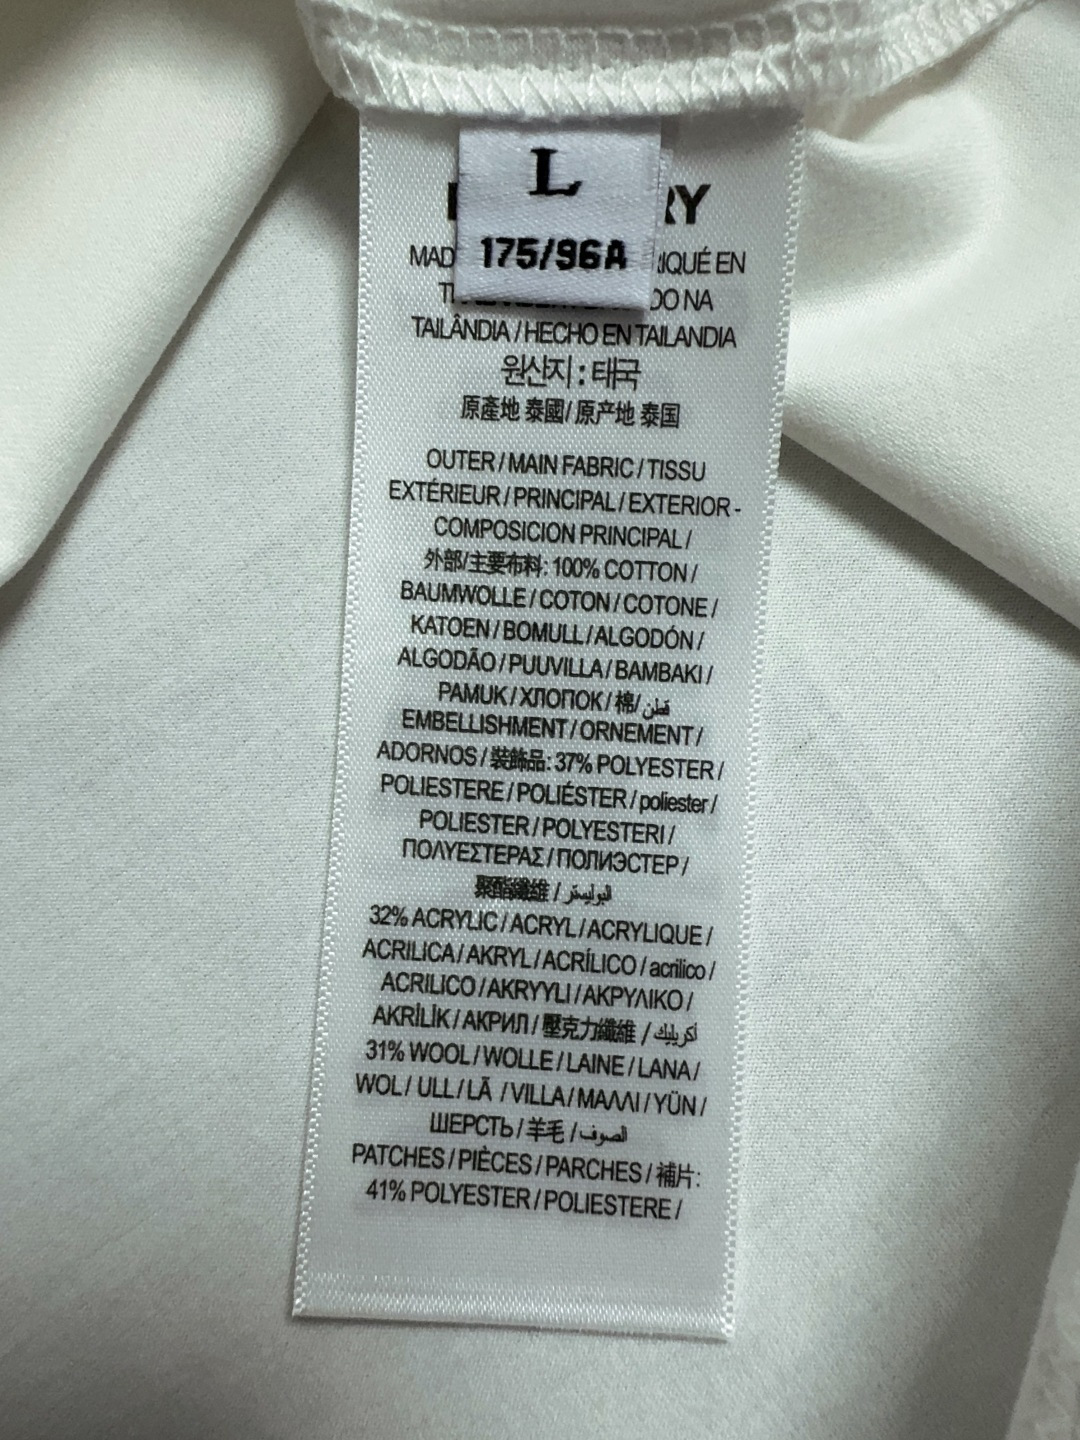 L
175/96A
RY
MAD RIQUÉ EN
DO NA
TAILÂNDIA / HECHO EN TAILANDIA
원산지 : 태국
原產地 泰國/ 原产地 泰国
OUTER / MAIN FABRIC / TISSU
EXTÉRIEUR / PRINCIPAL / EXTERIOR -
COMPOSICION PRINCIPAL /
外部/主要布料: 100% COTTON /
BAUMWOLLE / COTON / COTONE /
KATOEN / BOMULL / ALGODÓN /
ALGODÃO / PUUVILLA / BAMBAKI /
PAMUK / ХЛОПОК / 棉/ قطن
EMBELLISHMENT / ORNEMENT /
ADORNOS / 裝飾品: 37% POLYESTER /
POLIESTERE / POLIÉSTER / poliester /
POLIESTER / POLYESTERI /
ΠΟΛΥΕΣΤΕΡΑΣ / ПОЛИЭСТЕР /
聚酯纖維 / البوليستر
32% ACRYLIC / ACRYL / ACRYLIQUE /
ACRILICA / AKRYL / ACRÍLICO / acrilico /
ACRILICO / AKRYYLI / ΑΚΡΥΛΙΚΟ /
AKRİLİK / АКРИЛ / 壓克力纖維 / أكريليك
31% WOOL / WOLLE / LAINE / LANA /
WOL / ULL / LÃ / VILLA / ΜΑΛΛΙ / YÜN /
ШЕРСТЬ / 羊毛 / الصوف
PATCHES / PIÈCES / PARCHES / 補片:
41% POLYESTER / POLIESTERE /